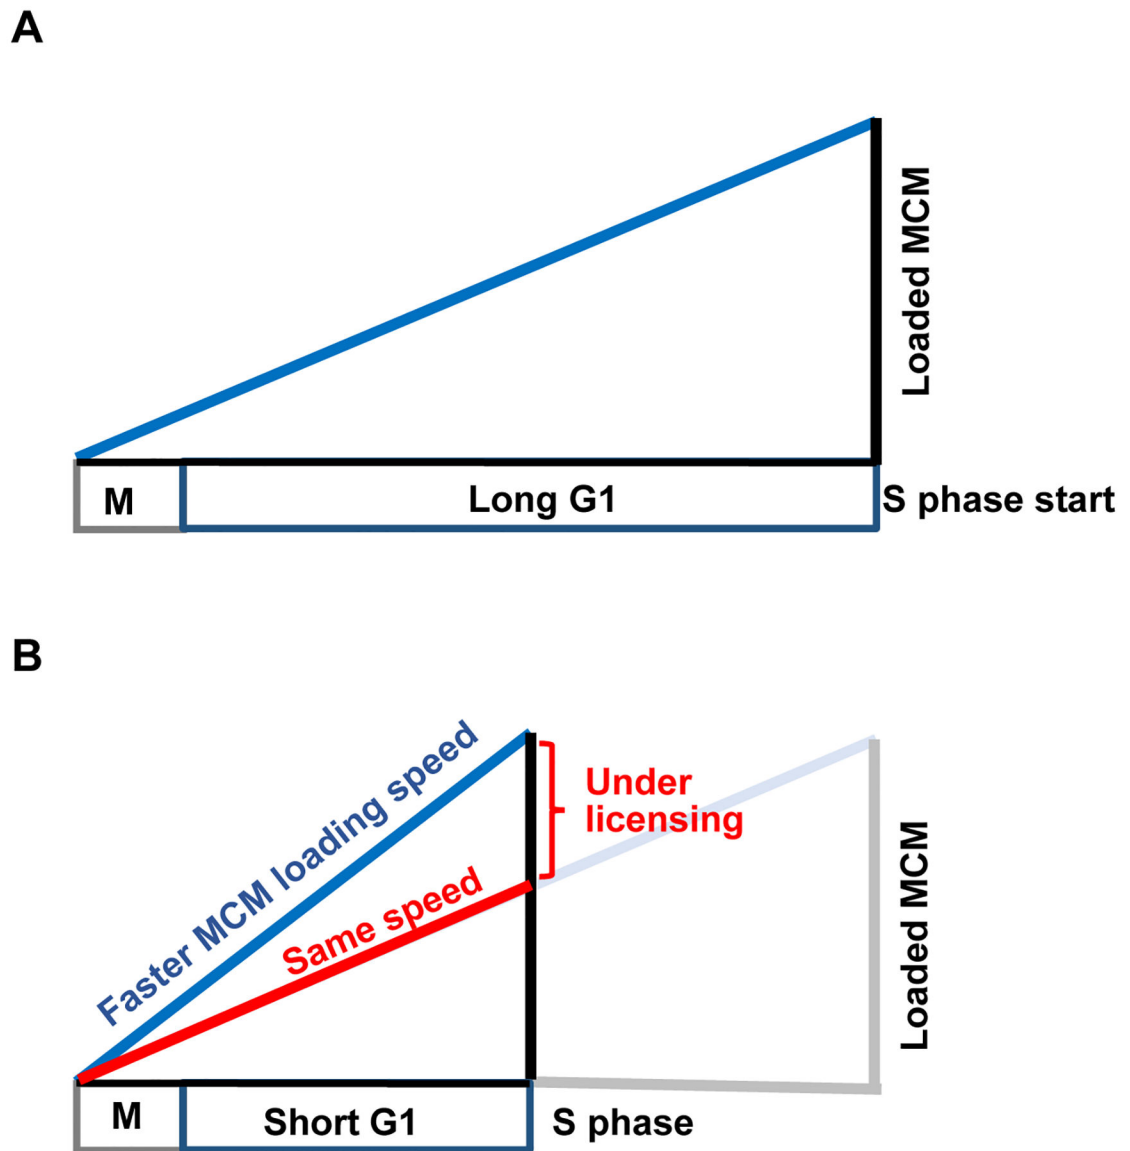 A
Loaded MCM
M
Long G1
S phase start
B
Faster MCM loading speed
Same speed
Under
licensing
Loaded MCM
M
Short G1
S phase